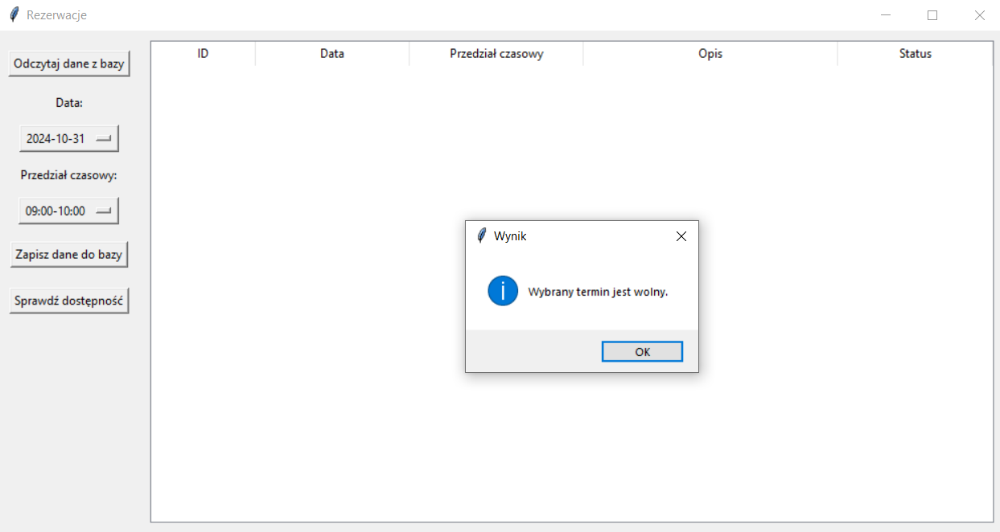 Rezerwacje
Odczytaj dane z bazy
Data:
2024-10-31
Przedział czasowy:
09:00-10:00
Zapisz dane do bazy
Sprawdź dostępność
ID Data Przedział czasowy Opis Status
Wynik
Wybrany termin jest wolny.
OK